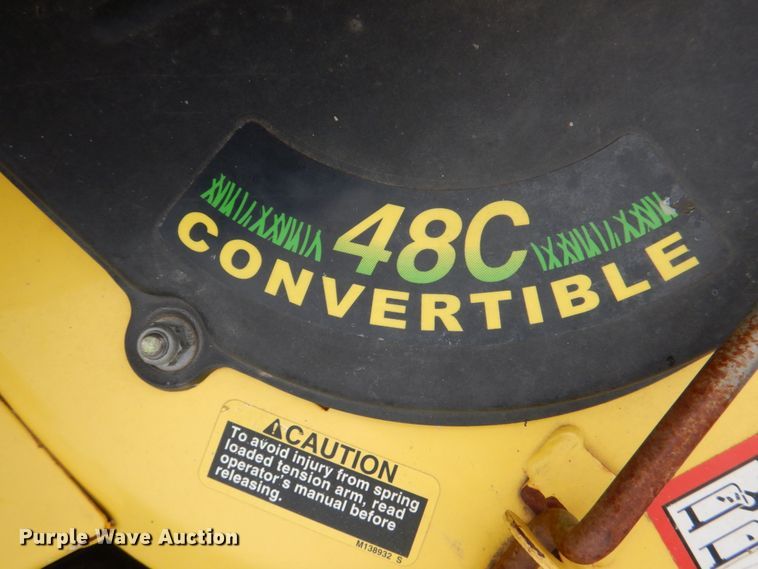 48C
CONVERTIBLE
CAUTION
To avoid injury from spring
loaded tension arm, read
operator's manual before
releasing.
M138932 S
Purple Wave Auction